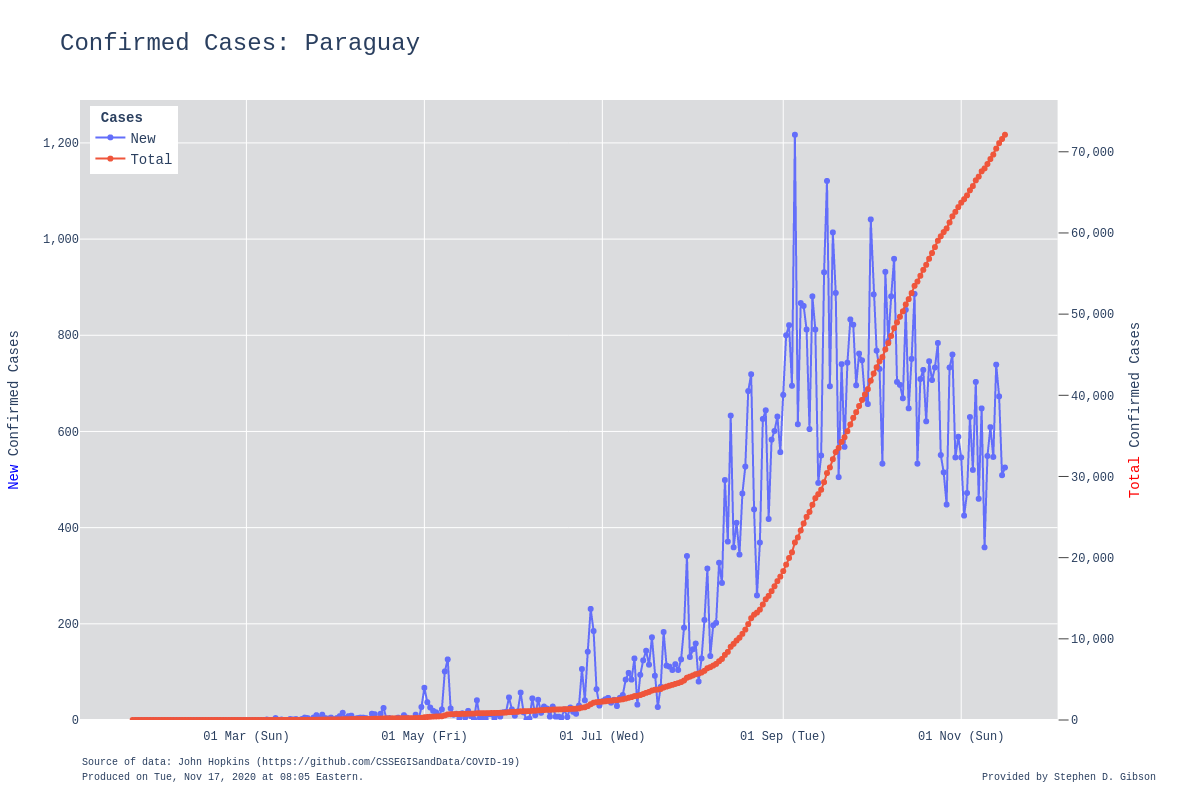 Confirmed Cases: Paraguay
Cases
New
Total
1,200
1,000
800
600
400
200
0
70,000
60,000
50,000
40,000
30,000
20,000
10,000
0
New Confirmed Cases
Total Confirmed Cases
01 Mar (Sun)
01 May (Fri)
01 Jul (Wed)
01 Sep (Tue)
01 Nov (Sun)
Source of data: John Hopkins (https://github.com/CSSEGISandData/COVID-19)
Produced on Tue, Nov 17, 2020 at 08:05 Eastern.
Provided by Stephen D. Gibson